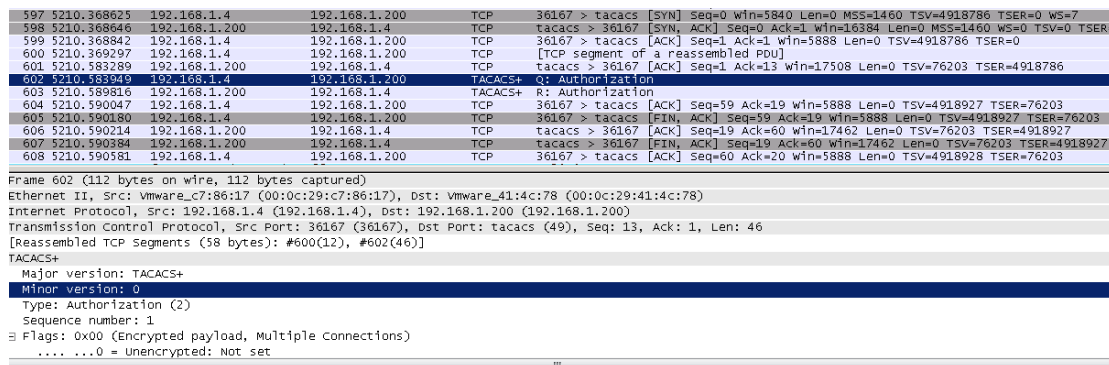 597 5210.368625 192.168.1.4 192.168.1.200 TCP 36167 > tacacs [SYN] Seq=0 Win=5840 Len=0 MSS=1460 TSV=4918786 TSER=0 WS=7
598 5210.368646 192.168.1.200 192.168.1.4 TCP tacacs > 36167 [SYN, ACK] Seq=0 Ack=1 Win=16384 Len=0 MSS=1460 WS=0 TSV=0 TSER
599 5210.368842 192.168.1.4 192.168.1.200 TCP 36167 > tacacs [ACK] Seq=1 Ack=1 Win=5888 Len=0 TSV=4918786 TSER=0
600 5210.369297 192.168.1.4 192.168.1.200 TCP [TCP segment of a reassembled PDU]
601 5210.583289 192.168.1.200 192.168.1.4 TCP tacacs > 36167 [ACK] Seq=1 Ack=13 Win=17508 Len=0 TSV=76203 TSER=4918786
602 5210.583949 192.168.1.4 192.168.1.200 TACACS+ Q: Authorization
603 5210.589816 192.168.1.200 192.168.1.4 TACACS+ R: Authorization
604 5210.590047 192.168.1.4 192.168.1.200 TCP 36167 > tacacs [ACK] Seq=59 Ack=19 Win=5888 Len=0 TSV=4918927 TSER=76203
605 5210.590180 192.168.1.4 192.168.1.200 TCP 36167 > tacacs [FIN, ACK] Seq=59 Ack=19 Win=5888 Len=0 TSV=4918927 TSER=76203
606 5210.590214 192.168.1.200 192.168.1.4 TCP tacacs > 36167 [ACK] Seq=19 Ack=60 Win=17462 Len=0 TSV=76203 TSER=4918927
607 5210.590384 192.168.1.200 192.168.1.4 TCP tacacs > 36167 [FIN, ACK] Seq=19 Ack=60 Win=17462 Len=0 TSV=76203 TSER=4918927
608 5210.590581 192.168.1.4 192.168.1.200 TCP 36167 > tacacs [ACK] Seq=60 Ack=20 Win=5888 Len=0 TSV=4918928 TSER=76203
Frame 602 (112 bytes on wire, 112 bytes captured)
Ethernet II, Src: Vmware_c7:86:17 (00:0c:29:c7:86:17), Dst: Vmware_41:4c:78 (00:0c:29:41:4c:78)
Internet Protocol, Src: 192.168.1.4 (192.168.1.4), Dst: 192.168.1.200 (192.168.1.200)
Transmission Control Protocol, Src Port: 36167 (36167), Dst Port: tacacs (49), Seq: 13, Ack: 1, Len: 46
[Reassembled TCP Segments (58 bytes): #600(12), #602(46)]
TACACS+
Major version: TACACS+
Minor version: 0
Type: Authorization (2)
Sequence number: 1
Flags: 0x00 (Encrypted payload, Multiple Connections)
.... ...0 = Unencrypted: Not set